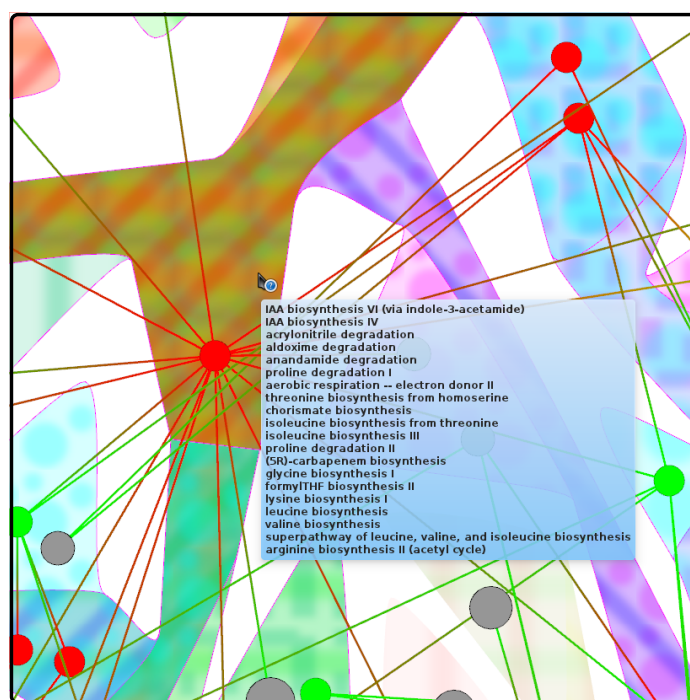 IAA biosynthesis VI (via indole-3-acetamide)
IAA biosynthesis IV
acrylonitrile degradation
aldoxime degradation
anandamide degradation
proline degradation I
aerobic respiration -- electron donor II
threonine biosynthesis from homoserine
chorismate biosynthesis
isoleucine biosynthesis from threonine
isoleucine biosynthesis III
proline degradation II
(5R)-carbapenem biosynthesis
glycine biosynthesis I
formylTHF biosynthesis II
lysine biosynthesis I
leucine biosynthesis
valine biosynthesis
superpathway of leucine, valine, and isoleucine biosynthesis
arginine biosynthesis II (acetyl cycle)